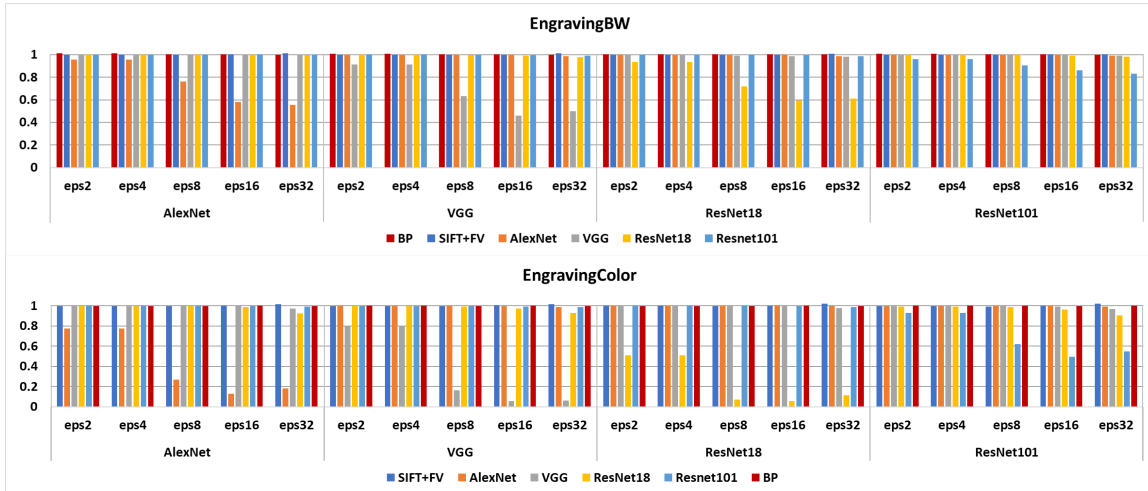 EngravingBW
1
0.8
0.6
0.4
0.2
0
eps2 eps4 eps8 eps16 eps32 eps2 eps4 eps8 eps16 eps32 eps2 eps4 eps8 eps16 eps32 eps2 eps4 eps8 eps16 eps32
AlexNet VGG ResNet18 ResNet101
BP SIFT+FV AlexNet VGG ResNet18 Resnet101
EngravingColor
1
0.8
0.6
0.4
0.2
0
eps2 eps4 eps8 eps16 eps32 eps2 eps4 eps8 eps16 eps32 eps2 eps4 eps8 eps16 eps32 eps2 eps4 eps8 eps16 eps32
AlexNet VGG ResNet18 ResNet101
SIFT+FV AlexNet VGG ResNet18 Resnet101 BP